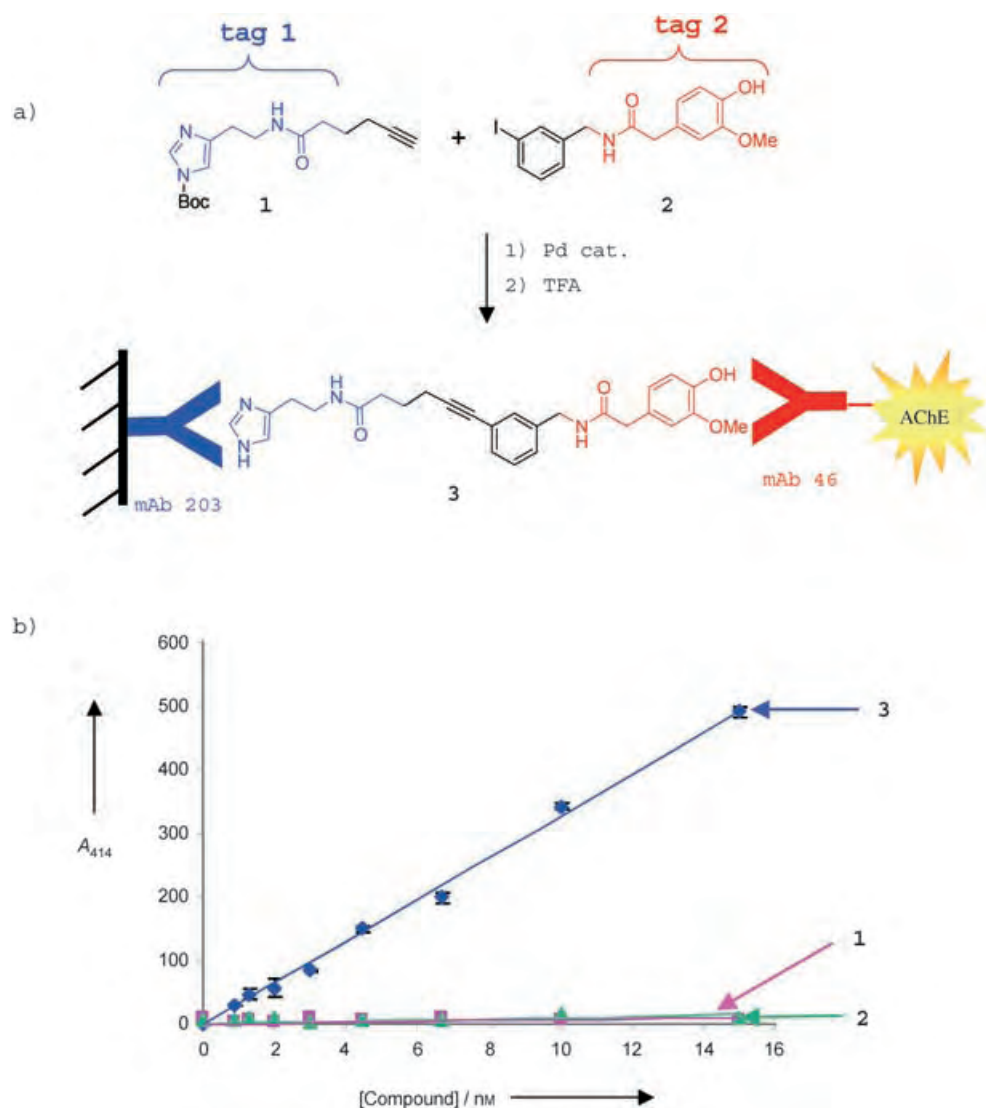 tag 1
tag 2
a)
N
N
Boc
H
N
O
1
+
I
N
H
O
OH
OMe
2
1) Pd cat.
2) TFA
N
N
H
H
N
O
3
O
N
H
OH
OMe
AChE
mAb 203
mAb 46
b)
600
500
400
300
200
100
0
A414
0 2 4 6 8 10 12 14 16
3
1
2
[Compound] / nM